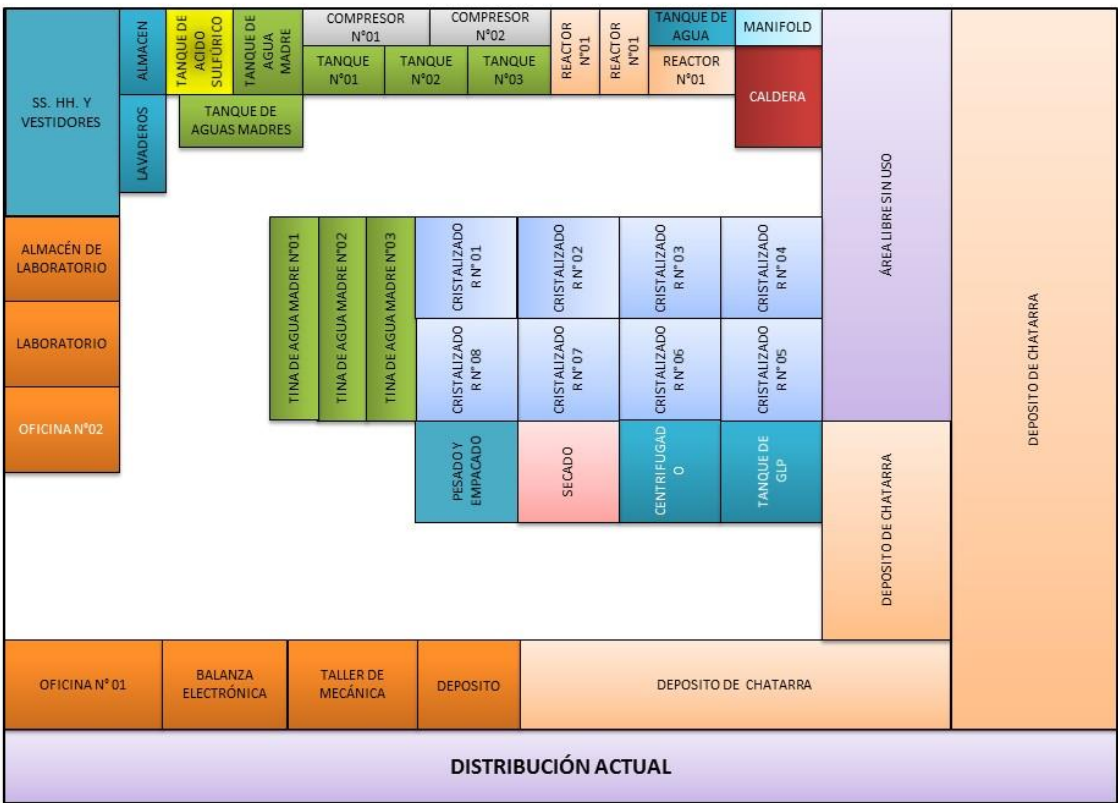 SS. HH. Y
VESTIDORES
ALMACEN
LAVADEROS
TANQUE DE
ACIDO
SULFÚRICO
TANQUE DE
AGUA
MADRE
TANQUE DE
AGUAS MADRES
COMPRESOR
N°01
COMPRESOR
N°02
TANQUE
N°01
TANQUE
N°02
TANQUE
N°03
REACTOR
N°01
REACTOR
N°01
TANQUE DE
AGUA
REACTOR
N°01
MANIFOLD
CALDERA
ÁREA LIBRE SIN USO
DEPOSITO DE CHATARRA
ALMACÉN DE
LABORATORIO
LABORATORIO
OFICINA N°02
TINA DE AGUA MADRE N°01
TINA DE AGUA MADRE N°02
TINA DE AGUA MADRE N°03
CRISTALIZADO
R N° 01
CRISTALIZADO
R N° 02
CRISTALIZADO
R N° 03
CRISTALIZADO
R N° 04
CRISTALIZADO
R N° 08
CRISTALIZADO
R N° 07
CRISTALIZADO
R N° 06
CRISTALIZADO
R N° 05
PESADO Y
EMPACADO
SECADO
CENTRIFUGAD
O
TANQUE DE
GLP
DEPOSITO DE CHATARRA
OFICINA N° 01
BALANZA
ELECTRÓNICA
TALLER DE
MECÁNICA
DEPOSITO
DEPOSITO DE CHATARRA
DISTRIBUCIÓN ACTUAL